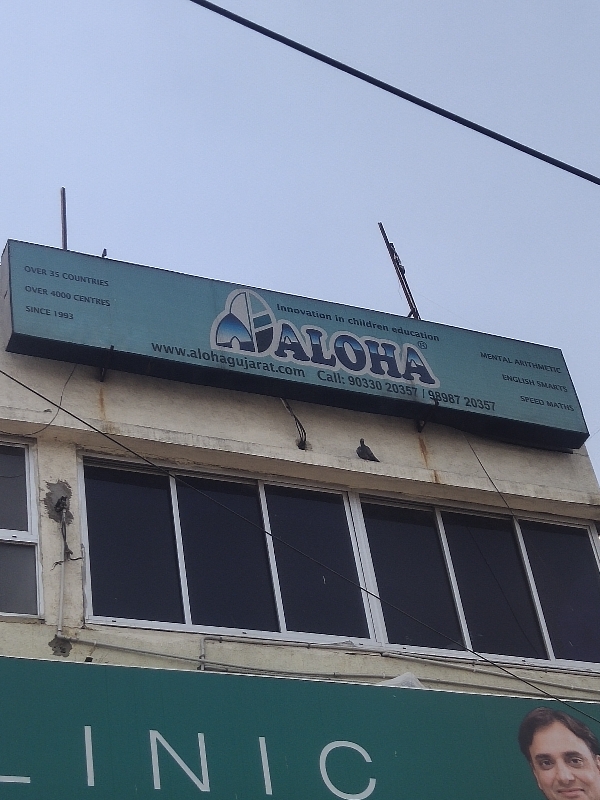 OVER 35 COUNTRIES
OVER 4000 CENTRES
SINCE 1993
Innovation in children education
ALOHA®
www.alohagujarat.com Call: 90330 20357 / 98987 20357
MENTAL ARITHMETIC
ENGLISH SMARTS
SPEED MATHS
LINIC